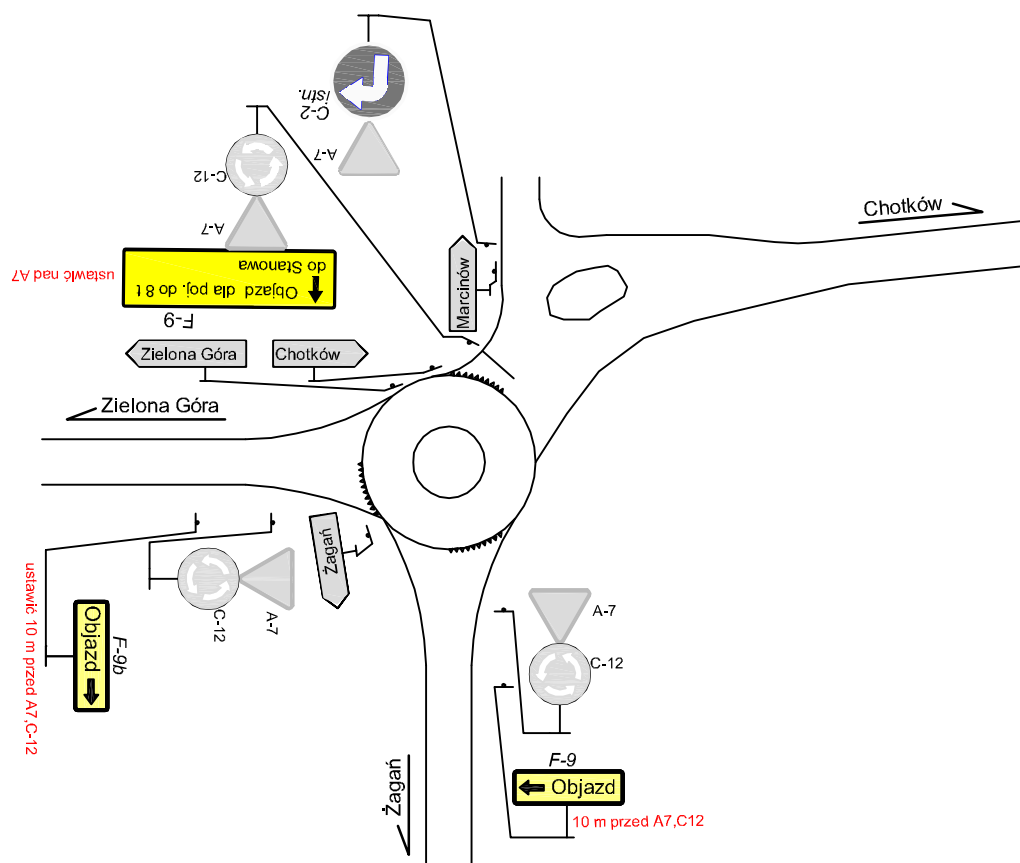 C-2
istn.
A-7
C-12
A-7
Objazd dla poj. do 8 t
do Stanowa
ustawić nad A7
F-9
Zielona Góra
Chotków
Marcinów
Chotków
Zielona Góra
Żagań
C-12
A-7
F-9b
Objazd
ustawić 10 m przed A7,C-12
Żagań
A-7
C-12
F-9
Objazd
10 m przed A7,C12